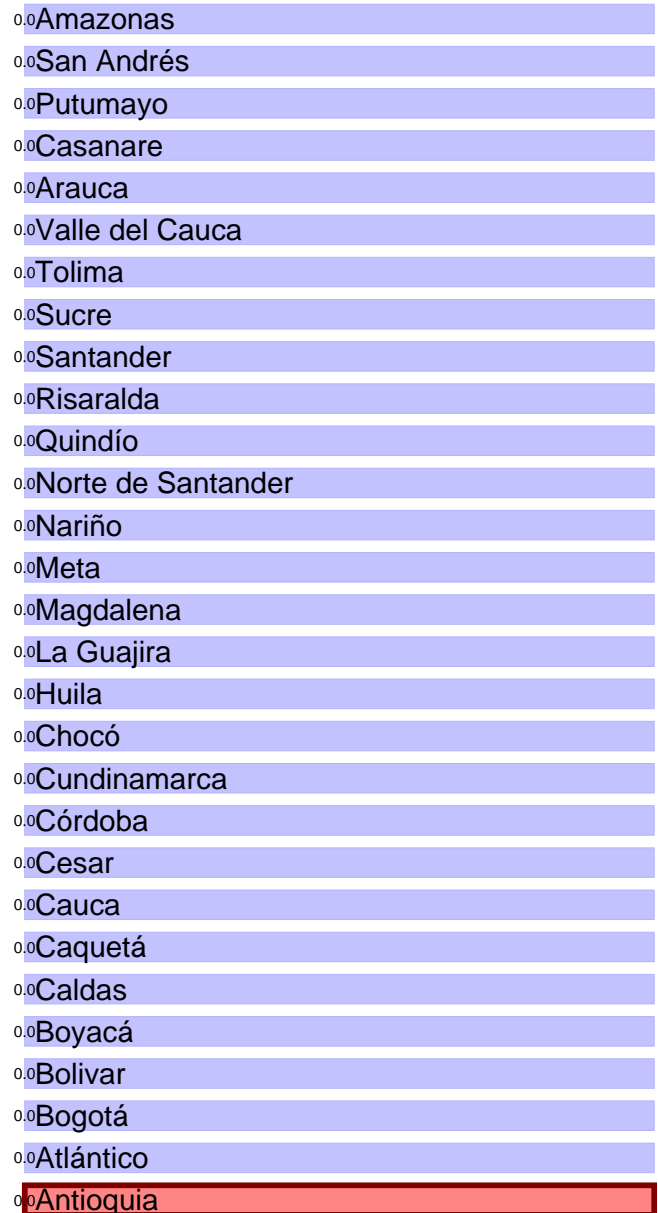 0.0Amazonas
0.0San Andrés
0.0Putumayo
0.0Casanare
0.0Arauca
0.0Valle del Cauca
0.0Tolima
0.0Sucre
0.0Santander
0.0Risaralda
0.0Quindío
0.0Norte de Santander
0.0Nariño
0.0Meta
0.0Magdalena
0.0La Guajira
0.0Huila
0.0Chocó
0.0Cundinamarca
0.0Córdoba
0.0Cesar
0.0Cauca
0.0Caquetá
0.0Caldas
0.0Boyacá
0.0Bolivar
0.0Bogotá
0.0Atlántico
0.0Antioquia